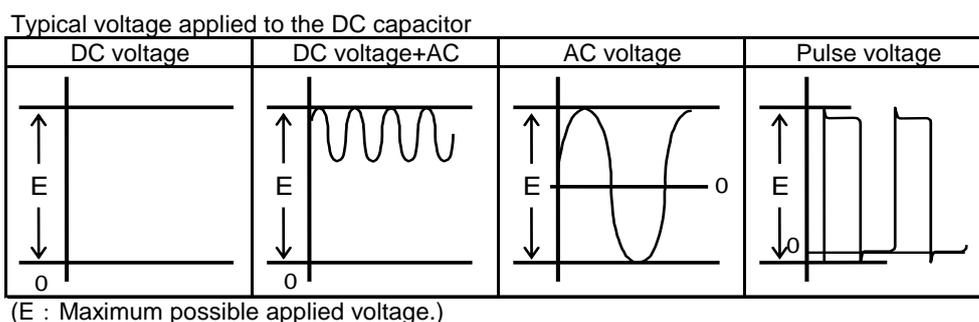 Typical voltage applied to the DC capacitor
DC voltage DC voltage+AC AC voltage Pulse voltage
E E E 0 E
0
0 0
(E：Maximum possible applied voltage.)